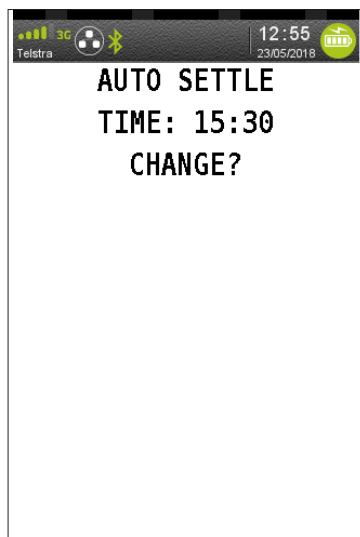 3G
12:55
Telstra
23/05/2018
AUTO SETTLE
TIME: 15:30
CHANGE?